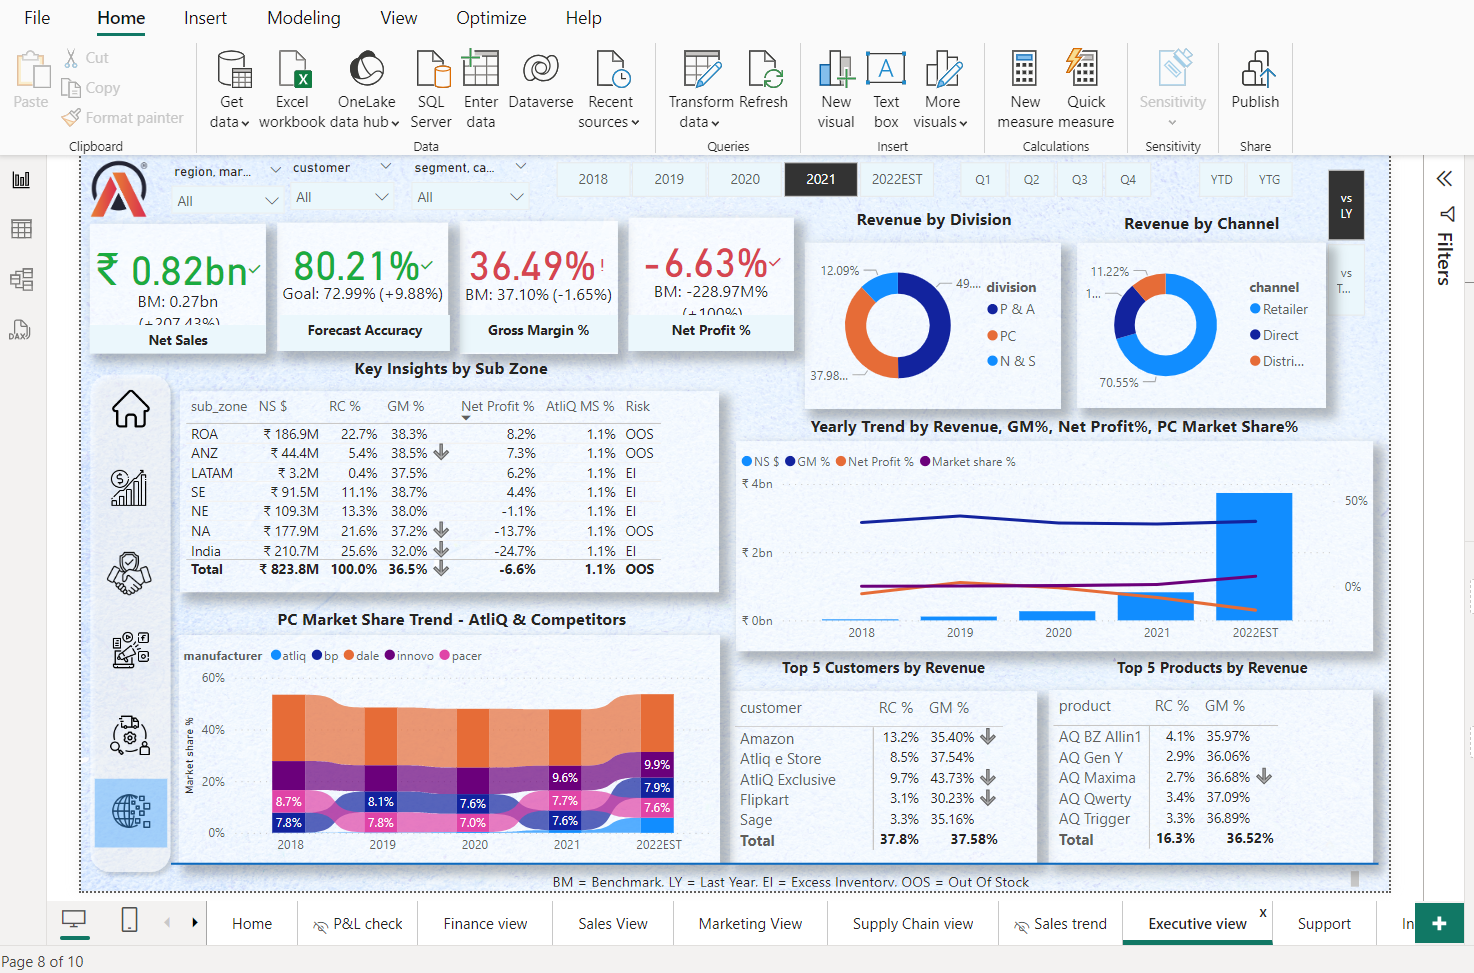 File Home Insert Modeling View Optimize Help
Paste
Cut
Copy
Format painter
Clipboard
Get data
Excel workbook
OneLake data hub
SQL Server
Enter data
Dataverse
Recent sources
Data
Transform data
Refresh
Queries
New visual
Text box
More visuals
Insert
New measure
Quick measure
Calculations
Sensitivity
Sensitivity
Publish
Share
region, mar...
All
customer
All
segment, ca...
All
2018 2019 2020 2021 2022EST
Q1 Q2 Q3 Q4
YTD YTG
vs LY
vs T...
Filters
₹ 0.82bn
BM: 0.27bn
(+207.43%)
Net Sales
80.21%
Goal: 72.99% (+9.88%)
Forecast Accuracy
36.49%!
BM: 37.10% (-1.65%)
Gross Margin %
-6.63%
BM: -228.97M%
(+100%)
Net Profit %
Revenue by Division
12.09%
49....
37.98...
division
P & A
PC
N & S
Revenue by Channel
11.22%
1...
70.55%
channel
Retailer
Direct
Distri...
Key Insights by Sub Zone
sub_zone NS $ RC % GM % Net Profit % AtliQ MS % Risk
ROA ₹ 186.9M 22.7% 38.3% 8.2% 1.1% OOS
ANZ ₹ 44.4M 5.4% 38.5% 7.3% 1.1% OOS
LATAM ₹ 3.2M 0.4% 37.5% 6.2% 1.1% EI
SE ₹ 91.5M 11.1% 38.7% 4.4% 1.1% EI
NE ₹ 109.3M 13.3% 38.0% -1.1% 1.1% EI
NA ₹ 177.9M 21.6% 37.2% -13.7% 1.1% OOS
India ₹ 210.7M 25.6% 32.0% -24.7% 1.1% EI
Total ₹ 823.8M 100.0% 36.5% -6.6% 1.1% OOS
Yearly Trend by Revenue, GM%, Net Profit%, PC Market Share%
NS $ GM % Net Profit % Market share %
₹ 4bn
₹ 2bn
₹ 0bn
50%
0%
2018 2019 2020 2021 2022EST
PC Market Share Trend - AtliQ & Competitors
manufacturer atliq bp dale innovo pacer
Market share %
60%
40%
20%
0%
8.7%
7.8%
8.1%
7.8%
7.6%
7.0%
9.6%
7.7%
7.6%
9.9%
7.9%
7.6%
2018 2019 2020 2021 2022EST
Top 5 Customers by Revenue
customer RC % GM %
Amazon 13.2% 35.40%
Atliq e Store 8.5% 37.54%
AtliQ Exclusive 9.7% 43.73%
Flipkart 3.1% 30.23%
Sage 3.3% 35.16%
Total 37.8% 37.58%
Top 5 Products by Revenue
product RC % GM %
AQ BZ Allin1 4.1% 35.97%
AQ Gen Y 2.9% 36.06%
AQ Maxima 2.7% 36.68%
AQ Qwerty 3.4% 37.09%
AQ Trigger 3.3% 36.89%
Total 16.3% 36.52%
BM = Benchmark, LY = Last Year, EI = Excess Inventory, OOS = Out Of Stock
Home P&L check Finance view Sales View Marketing View Supply Chain view Sales trend Executive view x Support In
Page 8 of 10
DAX